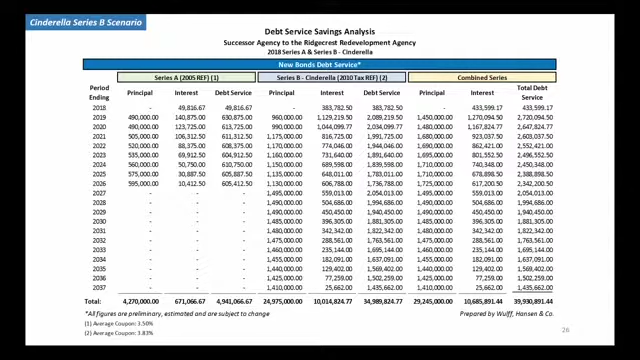 Cinderella Series B Scenario
Debt Service Savings Analysis
Successor Agency to the Ridgecrest Redevelopment Agency
2018 Series A & Series B - Cinderella
New Bonds Debt Service*
Series A (2005 REF) (1) Series B - Cinderella (2010 Tax REF) (2) Combined Series
Period Ending Principal Interest Debt Service Principal Interest Debt Service Principal Interest Total Debt Service
2018 - 49,816.67 49,816.67 - 383,782.50 383,782.50 - 433,599.17 433,599.17
2019 490,000.00 140,875.00 630,875.00 960,000.00 1,129,219.50 2,089,219.50 1,450,000.00 1,270,094.50 2,720,094.50
2020 490,000.00 123,725.00 613,725.00 990,000.00 1,044,099.77 2,034,099.77 1,480,000.00 1,167,824.77 2,647,824.77
2021 505,000.00 106,312.50 611,312.50 1,175,000.00 816,725.00 1,991,725.00 1,680,000.00 923,037.50 2,603,037.50
2022 520,000.00 88,375.00 608,375.00 1,170,000.00 774,046.00 1,944,046.00 1,690,000.00 862,421.00 2,552,421.00
2023 535,000.00 69,912.50 604,912.50 1,160,000.00 731,640.00 1,891,640.00 1,695,000.00 801,552.50 2,496,552.50
2024 560,000.00 50,750.00 610,750.00 1,150,000.00 689,598.00 1,839,598.00 1,710,000.00 740,348.00 2,450,348.00
2025 575,000.00 30,887.50 605,887.50 1,135,000.00 648,011.00 1,783,011.00 1,710,000.00 678,898.50 2,388,898.50
2026 595,000.00 10,412.50 605,412.50 1,130,000.00 606,788.00 1,736,788.00 1,725,000.00 617,200.50 2,342,200.50
2027 - - - 1,495,000.00 559,013.00 2,054,013.00 1,495,000.00 559,013.00 2,054,013.00
2028 - - - 1,490,000.00 504,686.00 1,994,686.00 1,490,000.00 504,686.00 1,994,686.00
2029 - - - 1,490,000.00 450,450.00 1,940,450.00 1,490,000.00 450,450.00 1,940,450.00
2030 - - - 1,485,000.00 396,305.00 1,881,305.00 1,485,000.00 396,305.00 1,881,305.00
2031 - - - 1,480,000.00 342,342.00 1,822,342.00 1,480,000.00 342,342.00 1,822,342.00
2032 - - - 1,475,000.00 288,561.00 1,763,561.00 1,475,000.00 288,561.00 1,763,561.00
2033 - - - 1,460,000.00 235,144.00 1,695,144.00 1,460,000.00 235,144.00 1,695,144.00
2034 - - - 1,455,000.00 182,091.00 1,637,091.00 1,455,000.00 182,091.00 1,637,091.00
2035 - - - 1,440,000.00 129,402.00 1,569,402.00 1,440,000.00 129,402.00 1,569,402.00
2036 - - - 1,425,000.00 77,259.00 1,502,259.00 1,425,000.00 77,259.00 1,502,259.00
2037 - - - 1,410,000.00 25,662.00 1,435,662.00 1,410,000.00 25,662.00 1,435,662.00
Total: 4,270,000.00 671,066.67 4,941,066.67 24,975,000.00 10,014,824.77 34,989,824.77 29,245,000.00 10,685,891.44 39,930,891.44
*All figures are preliminary, estimated and are subject to change Prepared by Wulff, Hansen & Co.
(1) Average Coupon: 3.50%
(2) Average Coupon: 3.83%
26